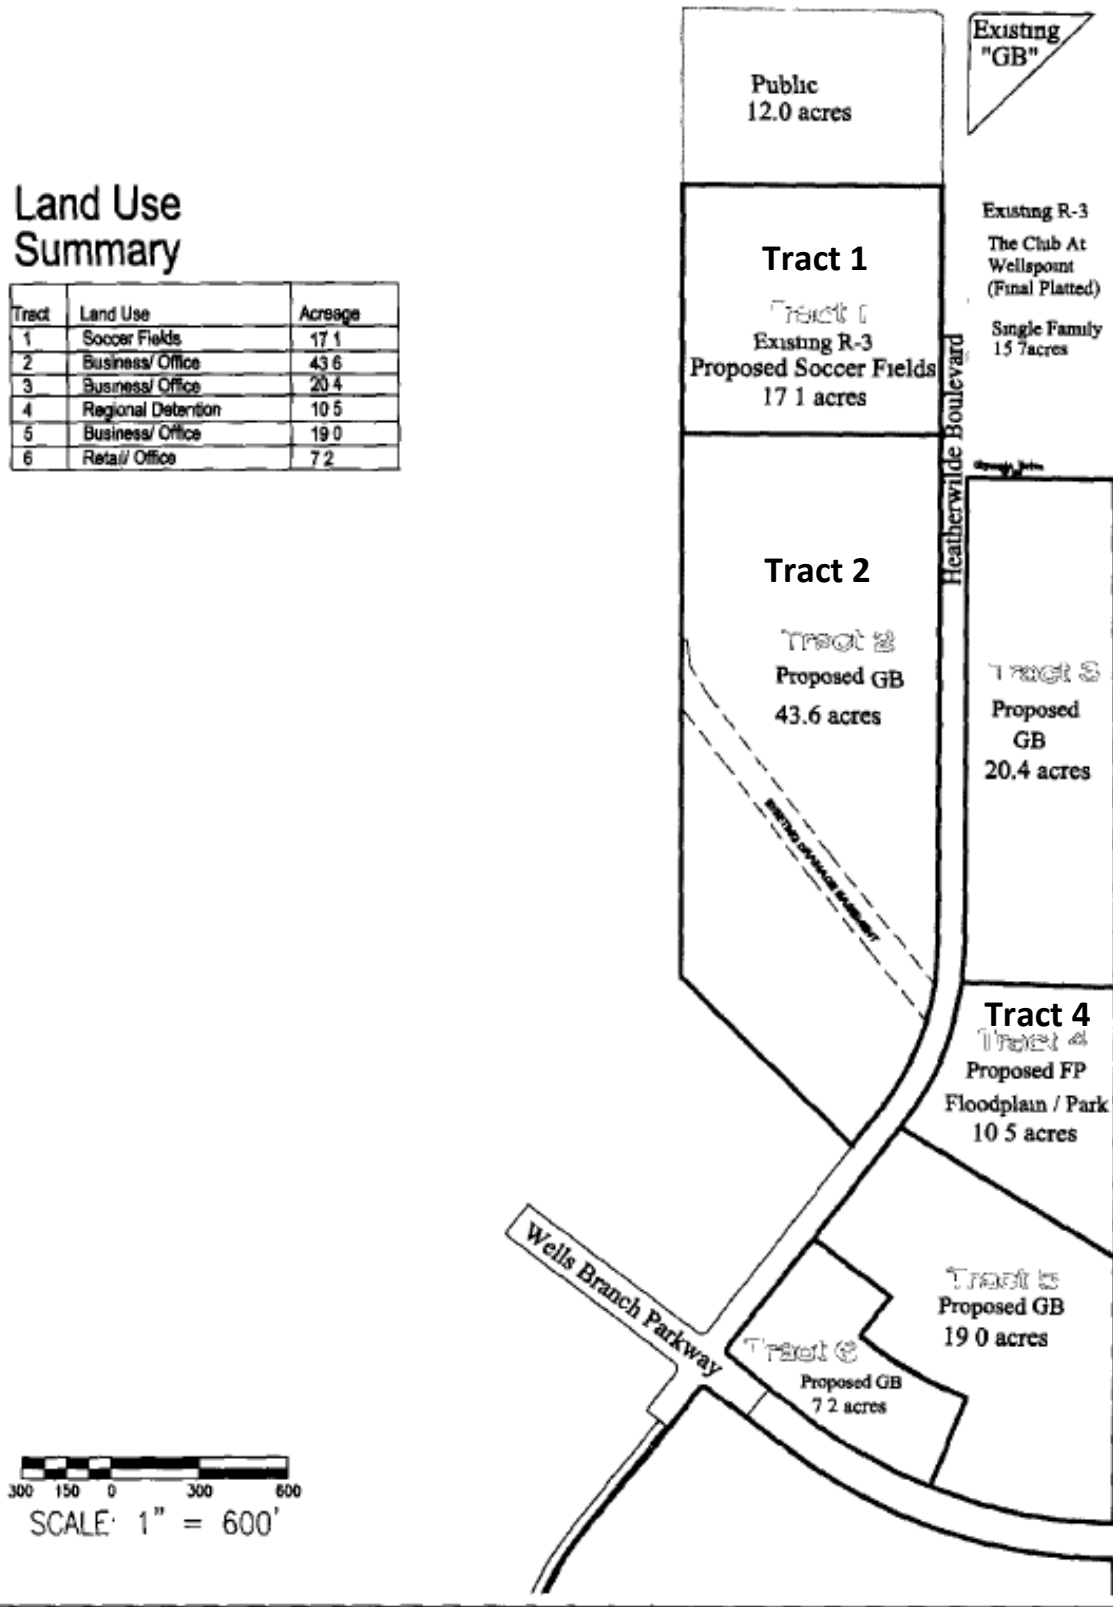 Existing
"GB"
Public
12.0 acres
Land Use
Summary
Tract Land Use Acreage
1 Soccer Fields 17 1
2 Business/ Office 43 6
3 Business/ Office 20 4
4 Regional Detention 10 5
5 Business/ Office 19 0
6 Retail/ Office 7 2
Existing R-3
The Club At
Wellspoint
(Final Platted)
Single Family
15 7acres
Tract 1
Tract 1
Existing R-3
Proposed Soccer Fields
17 1 acres
Heatherwilde Boulevard
Tract 2
Tract 2
Proposed GB
43.6 acres
Tract 3
Proposed
GB
20.4 acres
EXISTING DRAINAGE EASEMENT
Tract 4
Tract 4
Proposed FP
Floodplain / Park
10 5 acres
Wells Branch Parkway
Tract 5
Proposed GB
19 0 acres
Tract 6
Proposed GB
7 2 acres
300 150 0 300 600
SCALE: 1" = 600'